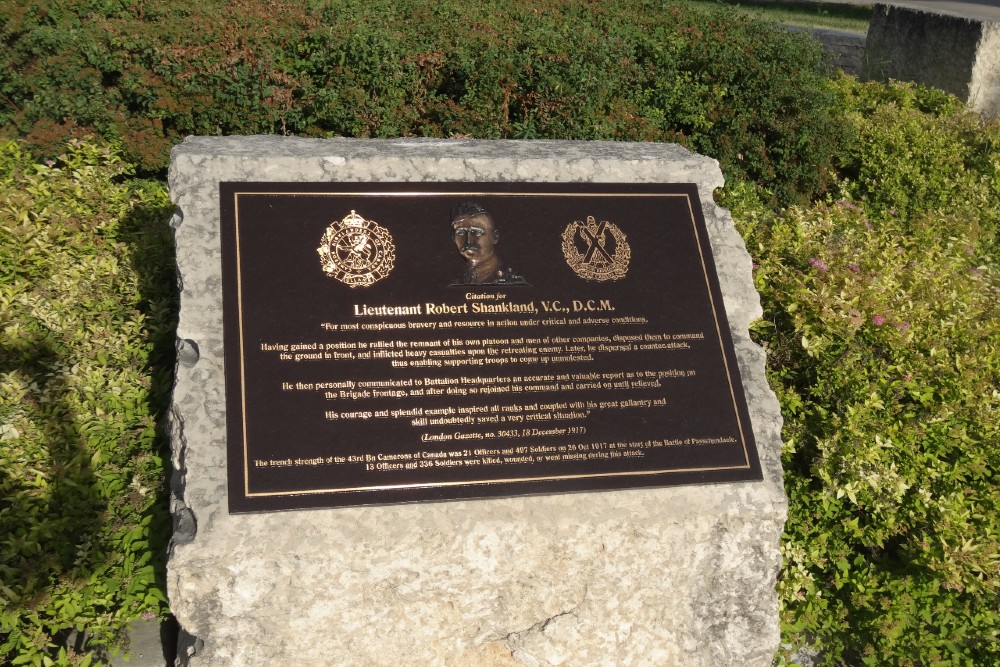 Citation for
Lieutenant Robert Shankland, V.C., D.C.M.
"For most conspicuous bravery and resource in action under critical and adverse conditions.
Having gained a position he rallied the remnant of his own platoon and men of other companies, disposed them to command
the ground in front, and inflicted heavy casualties upon the retreating enemy. Later, he dispersed a counter-attack,
thus enabling supporting troops to come up unmolested.
He then personally communicated to Battalion Headquarters an accurate and valuable report as to the position on
the Brigade frontage, and after doing so rejoined his command and carried on until relieved.
His courage and splendid example inspired all ranks and coupled with his great gallantry and
skill undoubtedly saved a very critical situation."
(London Gazette, no. 30433, 18 December 1917)
The trench strength of the 43rd Bn Camerons of Canada was 21 Officers and 497 Soldiers on 26 Oct 1917 at the start of the Battle of Passchendaele.
13 Officers and 336 Soldiers were killed, wounded, or went missing during this attack.